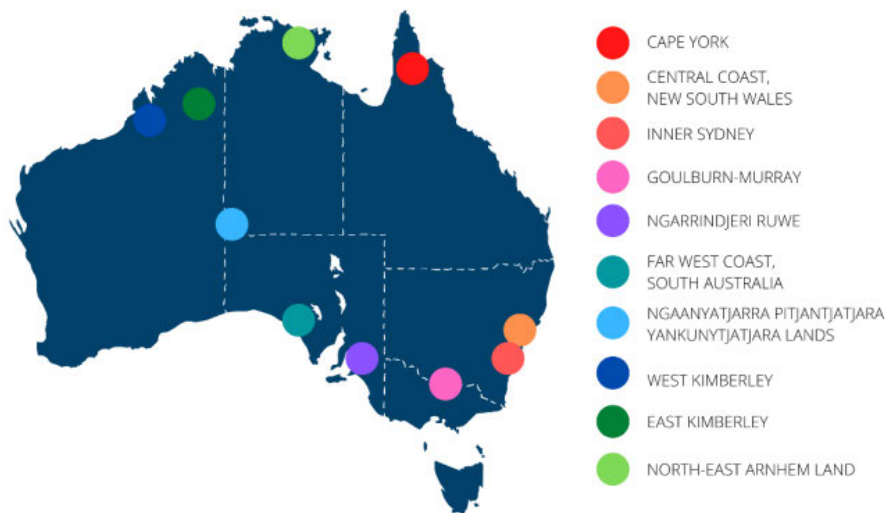 CAPE YORK
CENTRAL COAST,
NEW SOUTH WALES
INNER SYDNEY
GOULBURN-MURRAY
NGARRINDJERI RUWE
FAR WEST COAST,
SOUTH AUSTRALIA
NGAANYATJARRA PITJANTJATJARA
YANKUNYTJATJARA LANDS
WEST KIMBERLEY
EAST KIMBERLEY
NORTH-EAST ARNHEM LAND